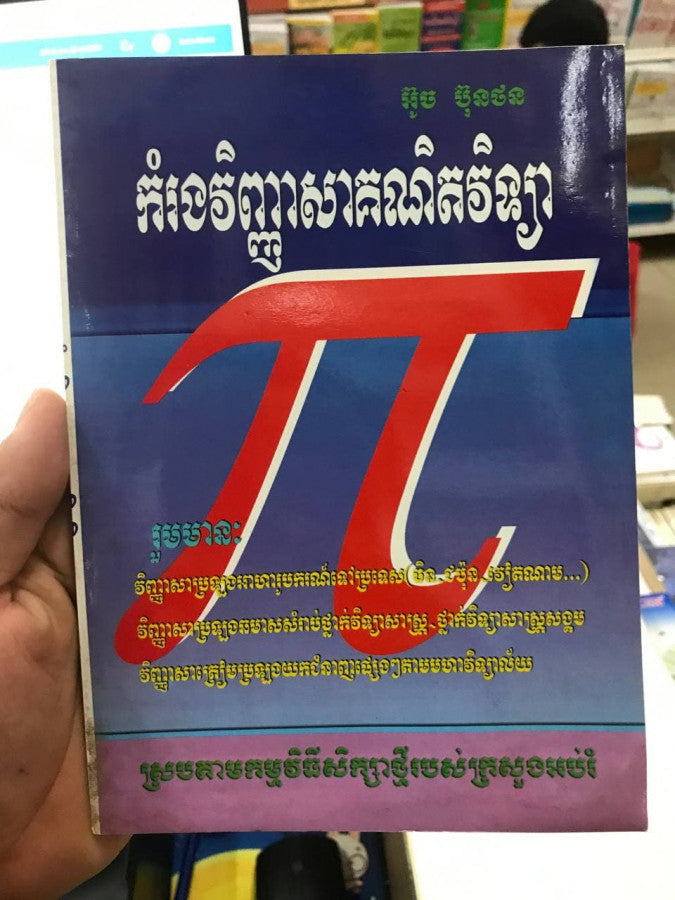 អ៊ូច ប៊ុនថន
កំរងវិញ្ញាសាគណិតវិទ្យា
π
រួមមាន:
វិញ្ញាសាប្រឡងអាហារូបករណ៍ទៅប្រទេស(ចិន ជប៉ុន វៀតណាម...)
វិញ្ញាសាប្រឡងឆមាសសំរាប់ថ្នាក់វិទ្យាសាស្ត្រ ថ្នាក់វិទ្យាសាស្ត្រសង្គម
វិញ្ញាសាត្រៀមប្រឡងយកជំនាញផ្សេងៗតាមមហាវិទ្យាល័យ
ស្របតាមកម្មវិធីសិក្សាថ្មីរបស់ក្រសួងអប់រំ